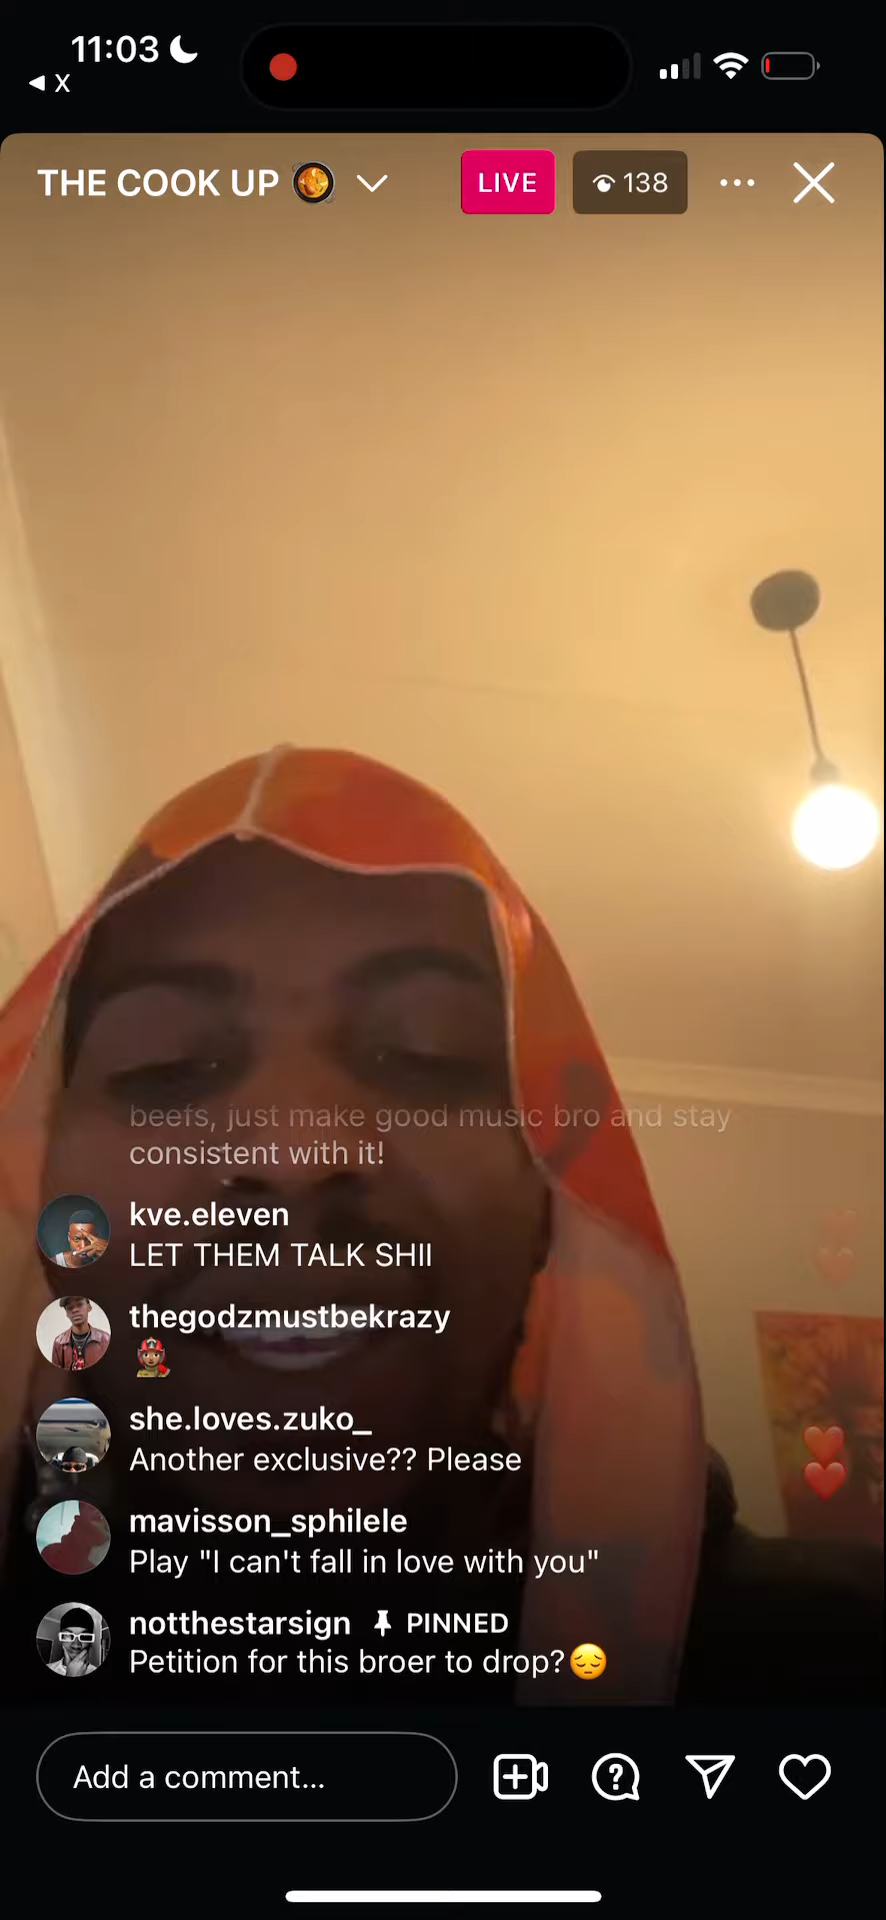 11:03
X
THE COOK UP
LIVE
138
beefs, just make good music bro and stay
consistent with it!
kve.eleven
LET THEM TALK SHII
thegodzmustbekrazy
she.loves.zuko_
Another exclusive?? Please
mavisson_sphilele
Play "I can't fall in love with you"
notthestarsign PINNED
Petition for this broer to drop?
Add a comment...